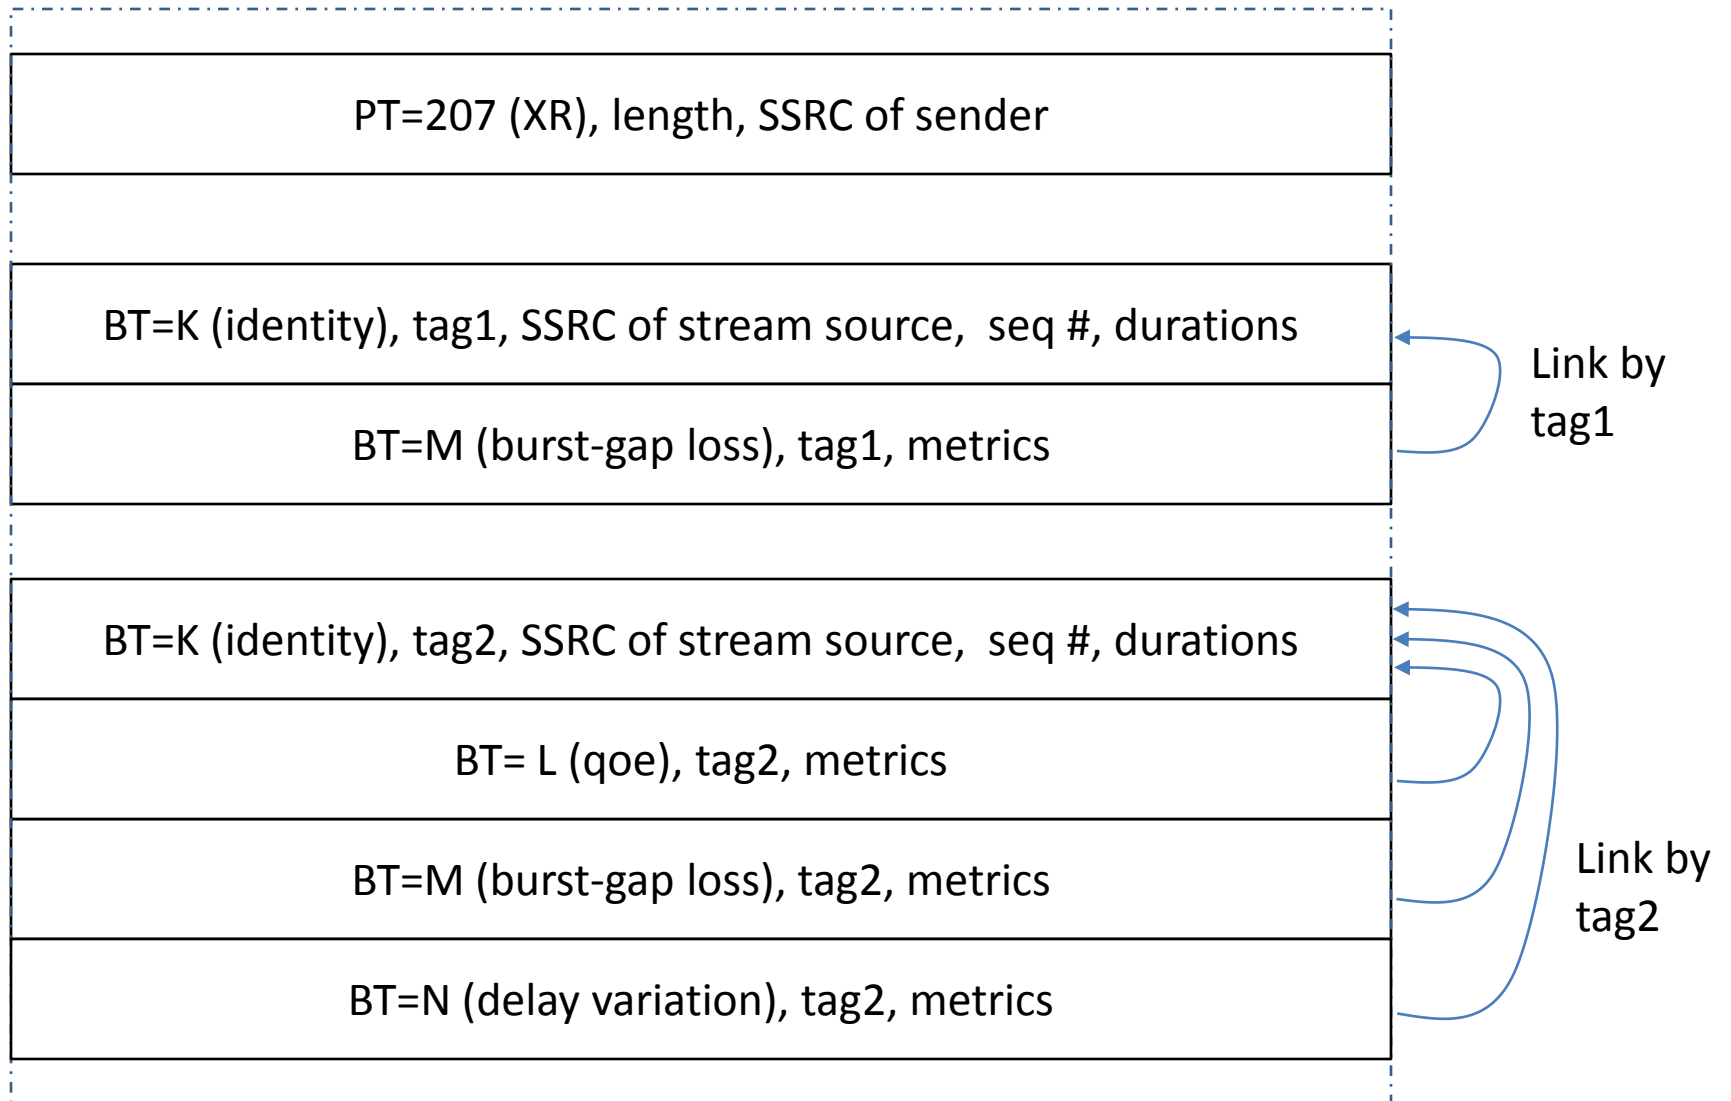 PT=207 (XR), length, SSRC of sender
BT=K (identity), tag1, SSRC of stream source,  seq #, durations
Link by
tag1
BT=M (burst-gap loss), tag1, metrics
BT=K (identity), tag2, SSRC of stream source,  seq #, durations
BT= L (qoe), tag2, metrics
BT=M (burst-gap loss), tag2, metrics
Link by
tag2
BT=N (delay variation), tag2, metrics